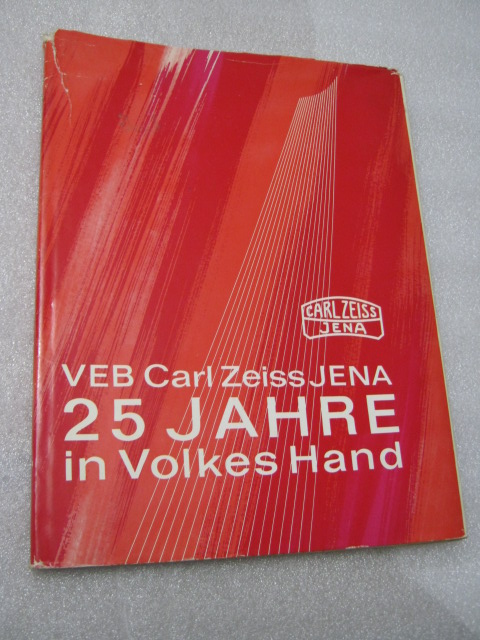 CARL ZEISS
JENA
VEB Carl Zeiss JENA
25 JAHRE
in Volkes Hand